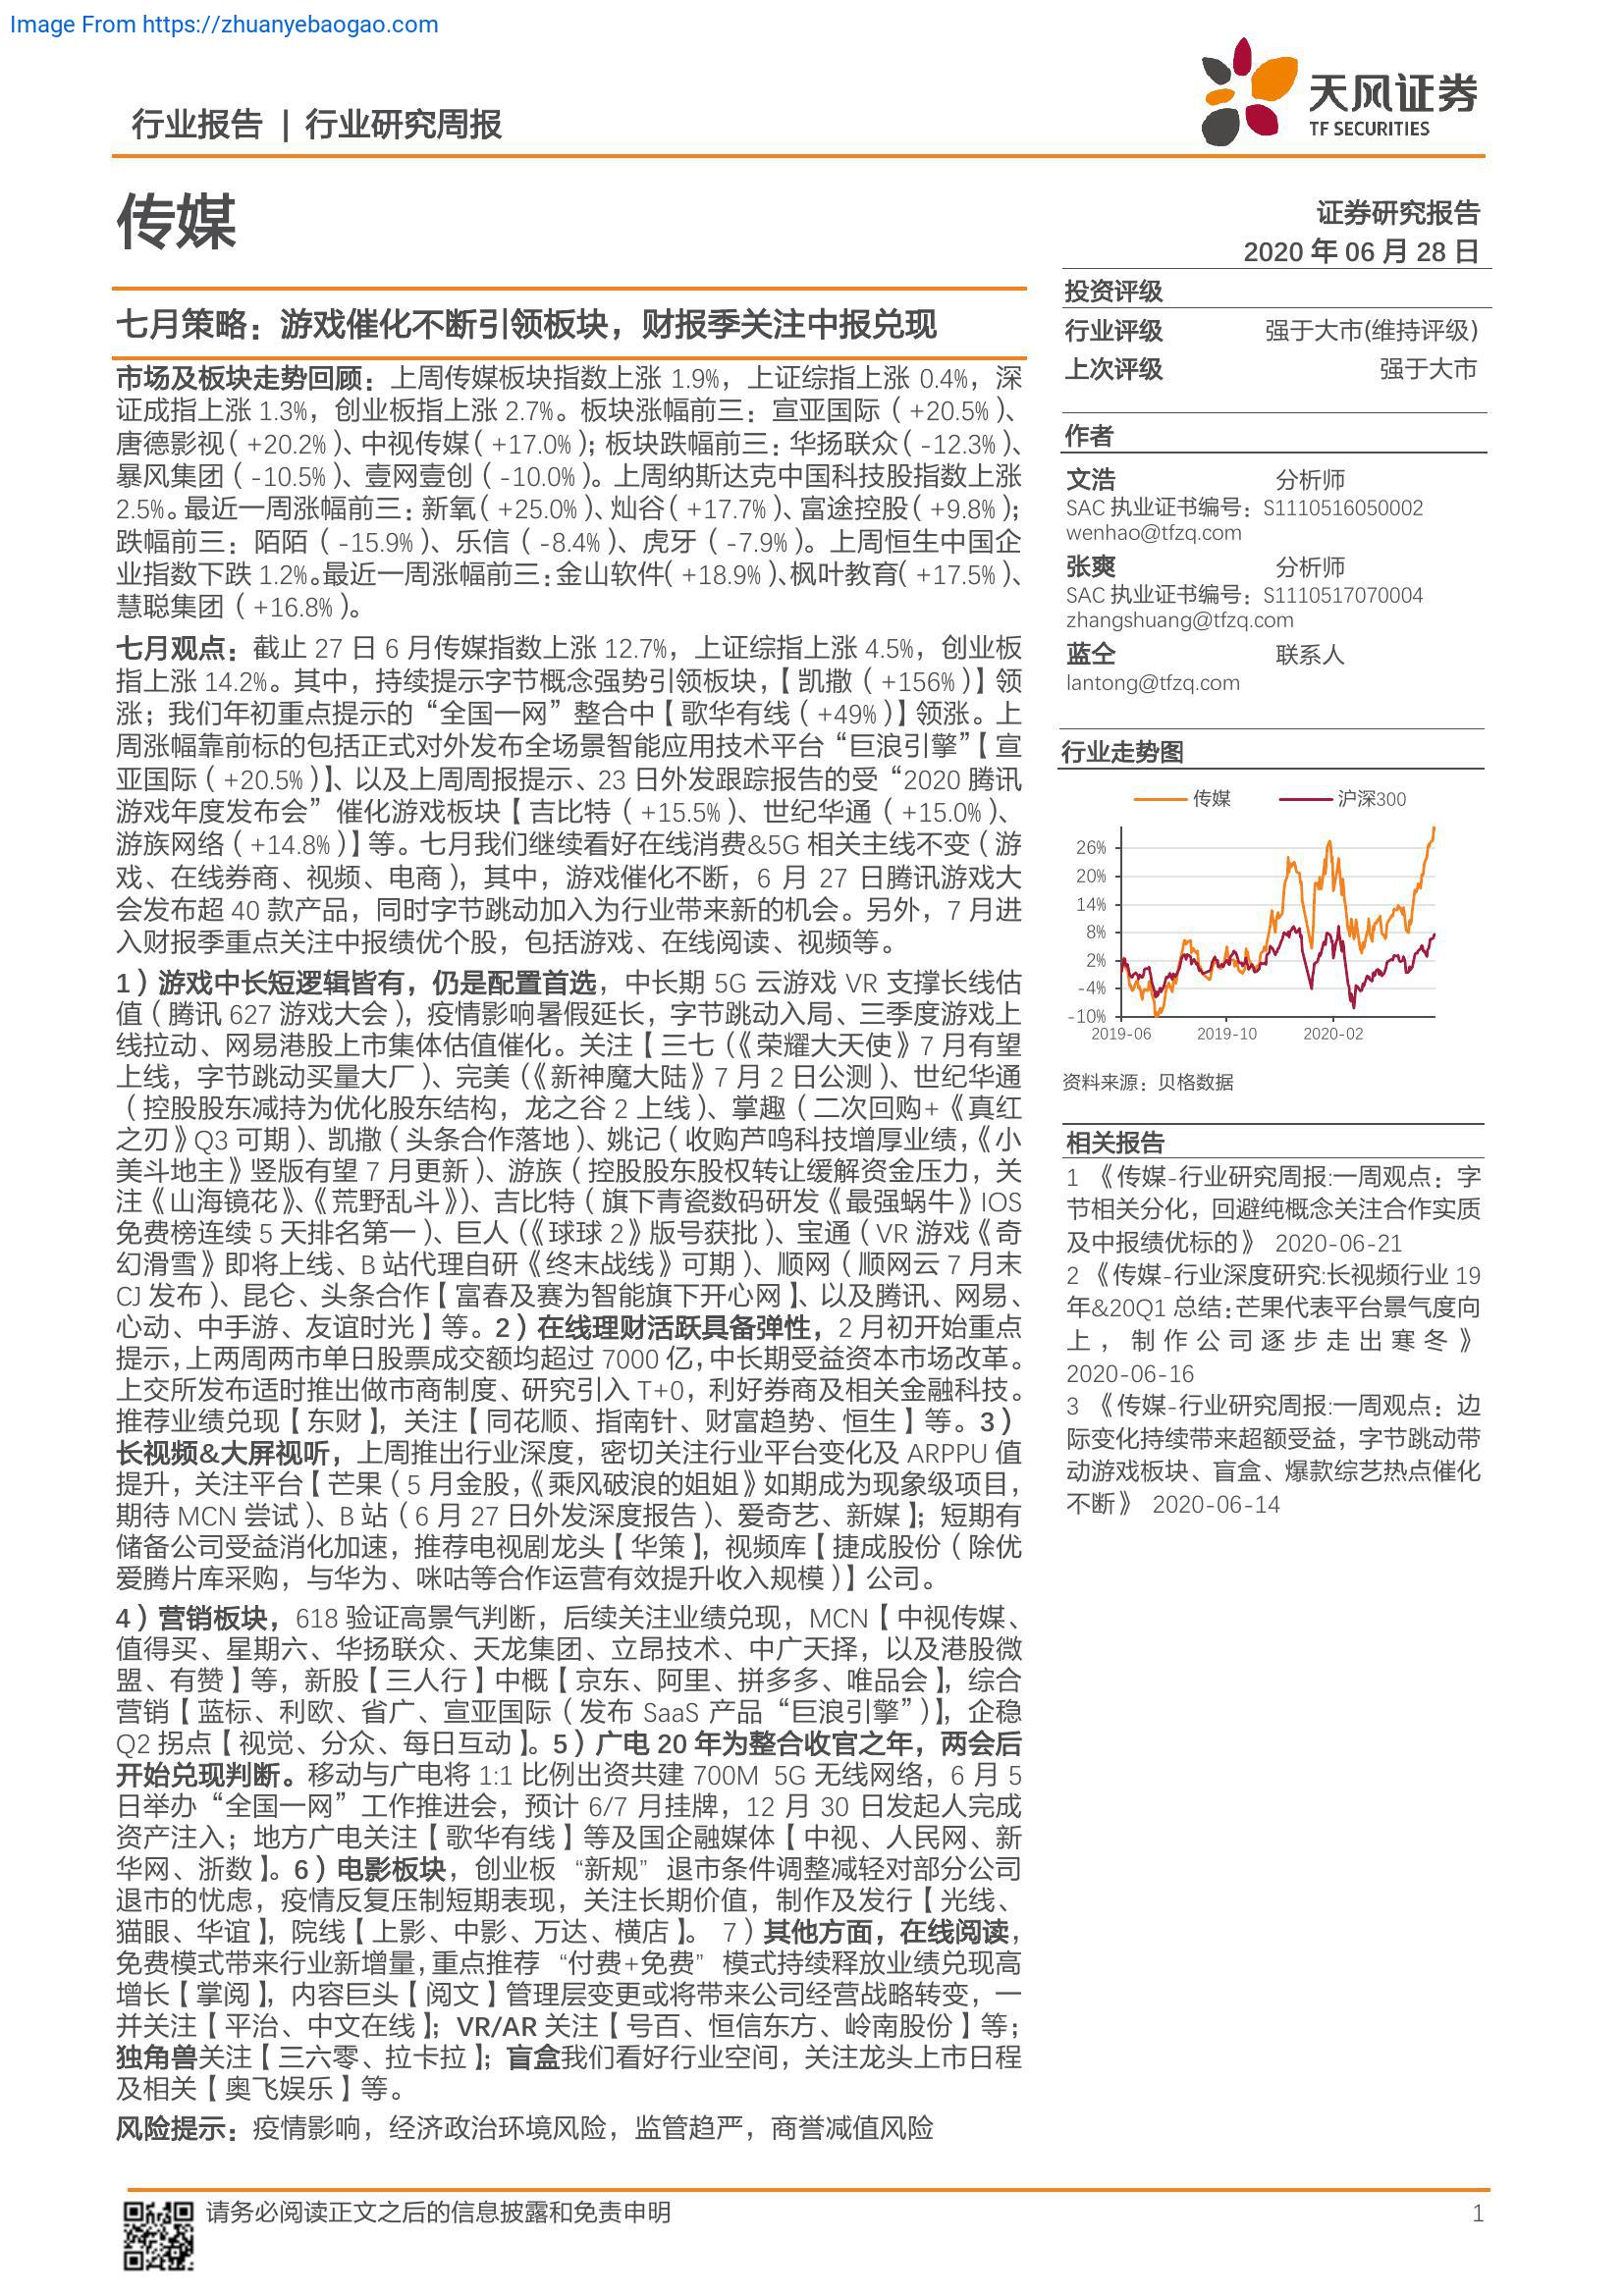 Image From https://zhuanyebaogao.com
行业报告 | 行业研究周报
天风证券
TF SECURITIES
传媒
证券研究报告
2020 年 06 月 28 日
七月策略：游戏催化不断引领板块，财报季关注中报兑现
市场及板块走势回顾：上周传媒板块指数上涨 1.9%，上证综指上涨 0.4%，深
证成指上涨 1.3%，创业板指上涨 2.7%。板块涨幅前三：宣亚国际（+20.5%）、
唐德影视（+20.2%）、中视传媒（+17.0%）；板块跌幅前三：华扬联众（-12.3%）、
暴风集团（-10.5%）、壹网壹创（-10.0%）。上周纳斯达克中国科技股指数上涨
2.5%。最近一周涨幅前三：新氧（+25.0%）、灿谷（+17.7%）、富途控股（+9.8%）；
跌幅前三：陌陌（-15.9%）、乐信（-8.4%）、虎牙（-7.9%）。上周恒生中国企
业指数下跌 1.2%。最近一周涨幅前三：金山软件（+18.9%）、枫叶教育（+17.5%）、
慧聪集团（+16.8%）。
七月观点：截止 27 日 6 月传媒指数上涨 12.7%，上证综指上涨 4.5%，创业板
指上涨 14.2%。其中，持续提示字节概念强势引领板块，【凯撒（+156%）】领
涨；我们年初重点提示的“全国一网”整合中【歌华有线（+49%）】领涨。上
周涨幅靠前标的包括正式对外发布全场景智能应用技术平台“巨浪引擎”【宣
亚国际（+20.5%）】、以及上周周报提示、23 日外发跟踪报告的受“2020 腾讯
游戏年度发布会”催化游戏板块【吉比特（+15.5%）、世纪华通（+15.0%）、
游族网络（+14.8%）】等。七月我们继续看好在线消费&5G 相关主线不变（游
戏、在线券商、视频、电商），其中，游戏催化不断，6 月 27 日腾讯游戏大
会发布超 40 款产品，同时字节跳动加入为行业带来新的机会。另外，7 月进
入财报季重点关注中报绩优个股，包括游戏、在线阅读、视频等。
1）游戏中长短逻辑皆有，仍是配置首选，中长期 5G 云游戏 VR 支撑长线估
值（腾讯 627 游戏大会），疫情影响暑假延长，字节跳动入局、三季度游戏上
线拉动、网易港股上市集体估值催化。关注【三七（《荣耀大天使》7 月有望
上线，字节跳动买量大厂）、完美（《新神魔大陆》7 月 2 日公测）、世纪华通
（控股股东减持为优化股东结构，龙之谷 2 上线）、掌趣（二次回购+《真红
之刃》Q3 可期）、凯撒（头条合作落地）、姚记（收购芦鸣科技增厚业绩，《小
美斗地主》竖版有望 7 月更新）、游族（控股股东股权转让缓解资金压力，关
注《山海镜花》、《荒野乱斗》）、吉比特（旗下青瓷数码研发《最强蜗牛》IOS
免费榜连续 5 天排名第一）、巨人（《球球 2》版号获批）、宝通（VR 游戏《奇
幻滑雪》即将上线、B 站代理自研《终末战线》可期）、顺网（顺网云 7 月末
CJ 发布）、昆仑、头条合作【富春及赛为智能旗下开心网】、以及腾讯、网易、
心动、中手游、友谊时光】等。2）在线理财活跃具备弹性，2 月初开始重点
提示，上两周两市单日股票成交额均超过 7000 亿，中长期受益资本市场改革。
上交所发布适时推出做市商制度、研究引入 T+0，利好券商及相关金融科技。
推荐业绩兑现【东财】，关注【同花顺、指南针、财富趋势、恒生】等。3）
长视频&大屏视听，上周推出行业深度，密切关注行业平台变化及 ARPPU 值
提升，关注平台【芒果（5 月金股，《乘风破浪的姐姐》如期成为现象级项目，
期待 MCN 尝试）、B 站（6 月 27 日外发深度报告）、爱奇艺、新媒】；短期有
储备公司受益消化加速，推荐电视剧龙头【华策】，视频库【捷成股份（除优
爱腾片库采购，与华为、咪咕等合作运营有效提升收入规模）】公司。
4）营销板块，618 验证高景气判断，后续关注业绩兑现，MCN【中视传媒、
值得买、星期六、华扬联众、天龙集团、立昂技术、中广天择，以及港股微
盟、有赞】等，新股【三人行】中概【京东、阿里、拼多多、唯品会】，综合
营销【蓝标、利欧、省广、宣亚国际（发布 SaaS 产品“巨浪引擎”）】，企稳
Q2 拐点【视觉、分众、每日互动】。5）广电 20 年为整合收官之年，两会后
开始兑现判断。移动与广电将 1:1 比例出资共建 700M 5G 无线网络，6 月 5
日举办“全国一网”工作推进会，预计 6/7 月挂牌，12 月 30 日发起人完成
资产注入；地方广电关注【歌华有线】等及国企融媒体【中视、人民网、新
华网、浙数】。6）电影板块，创业板“新规”退市条件调整减轻对部分公司
退市的忧虑，疫情反复压制短期表现，关注长期价值，制作及发行【光线、
猫眼、华谊】，院线【上影、中影、万达、横店】。 7）其他方面，在线阅读，
免费模式带来行业新增量，重点推荐“付费+免费”模式持续释放业绩兑现高
增长【掌阅】，内容巨头【阅文】管理层变更或将带来公司经营战略转变，一
并关注【平治、中文在线】；VR/AR 关注【号百、恒信东方、岭南股份】等；
独角兽关注【三六零、拉卡拉】；盲盒我们看好行业空间，关注龙头上市日程
及相关【奥飞娱乐】等。
风险提示：疫情影响，经济政治环境风险，监管趋严，商誉减值风险
投资评级
行业评级 强于大市(维持评级)
上次评级 强于大市
作者
文浩 分析师
SAC 执业证书编号：S1110516050002
wenhao@tfzq.com
张爽 分析师
SAC 执业证书编号：S1110517070004
zhangshuang@tfzq.com
蓝仝 联系人
lantong@tfzq.com
行业走势图
传媒 沪深300
26%
20%
14%
8%
2%
-4%
-10%
2019-06 2019-10 2020-02
资料来源：贝格数据
相关报告
1 《传媒-行业研究周报:一周观点：字
节相关分化，回避纯概念关注合作实质
及中报绩优标的》 2020-06-21
2 《传媒-行业深度研究:长视频行业 19
年&20Q1 总结:芒果代表平台景气度向
上，制作公司逐步走出寒冬》
2020-06-16
3 《传媒-行业研究周报:一周观点：边
际变化持续带来超额受益，字节跳动带
动游戏板块、盲盒、爆款综艺热点催化
不断》 2020-06-14
请务必阅读正文之后的信息披露和免责申明 1